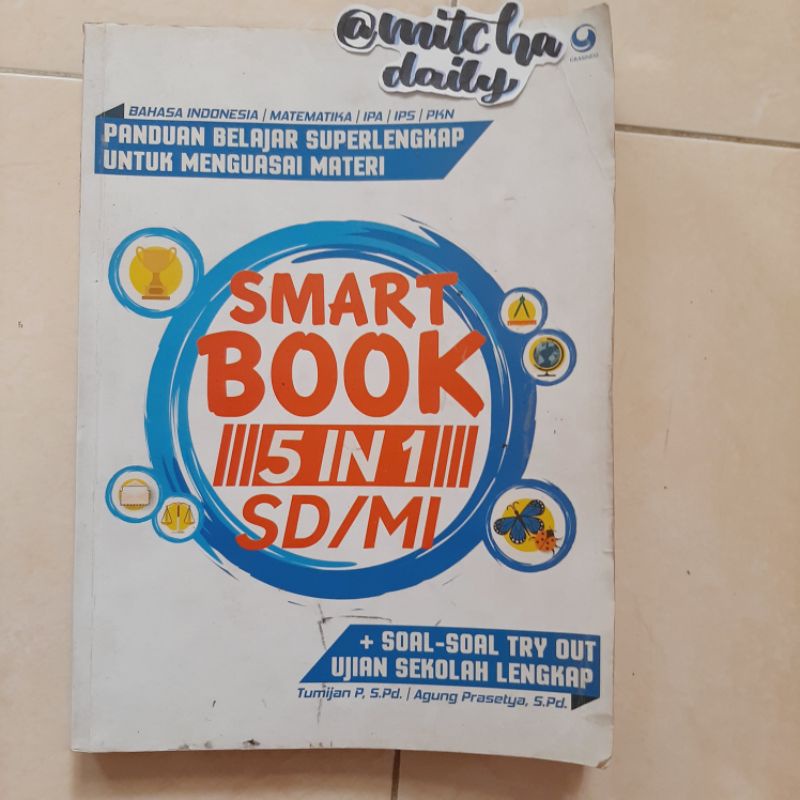 @mitcha
daily
BAHASA INDONESIA | MATEMATIKA | IPA | IPS | PKN
PANDUAN BELAJAR SUPERLENGKAP
UNTUK MENGUASAI MATERI
SMART
BOOK
5 IN 1
SD/MI
+ SOAL-SOAL TRY OUT
UJIAN SEKOLAH LENGKAP
Tumijan P, S.Pd. | Agung Prasetya, S.Pd.